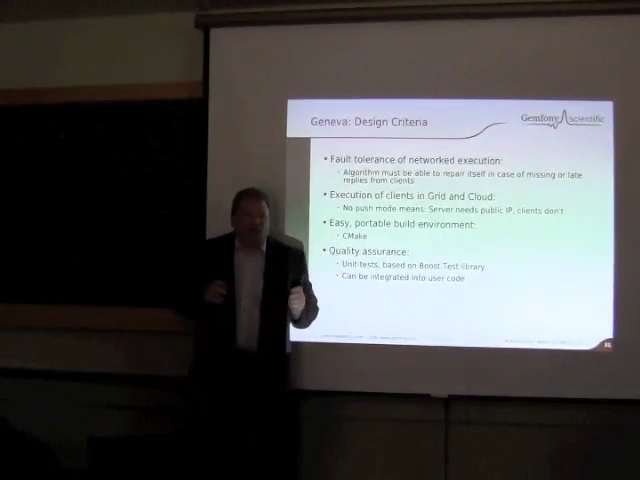 Geneva: Design Criteria
Gemfony scientific
• Fault tolerance of networked execution:
- Algorithm must be able to repair itself in case of missing or late
replies from clients
• Execution of clients in Grid and Cloud:
- No push mode means: Server needs public IP, clients don't
• Easy, portable build environment:
- CMake
• Quality assurance:
- Unit-tests, based on Boost.Test library
- Can be integrated into user code